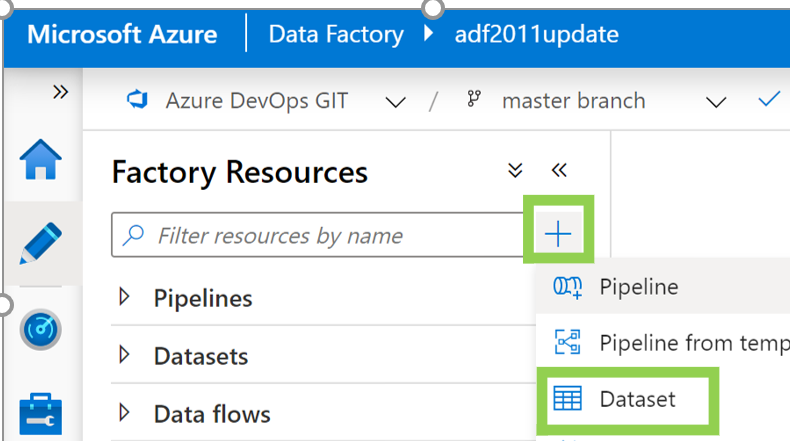 Microsoft Azure Data Factory adf2011update
Azure DevOps GIT / master branch
Factory Resources
Filter resources by name
Pipelines
Datasets
Data flows
Pipeline
Pipeline from temp
Dataset